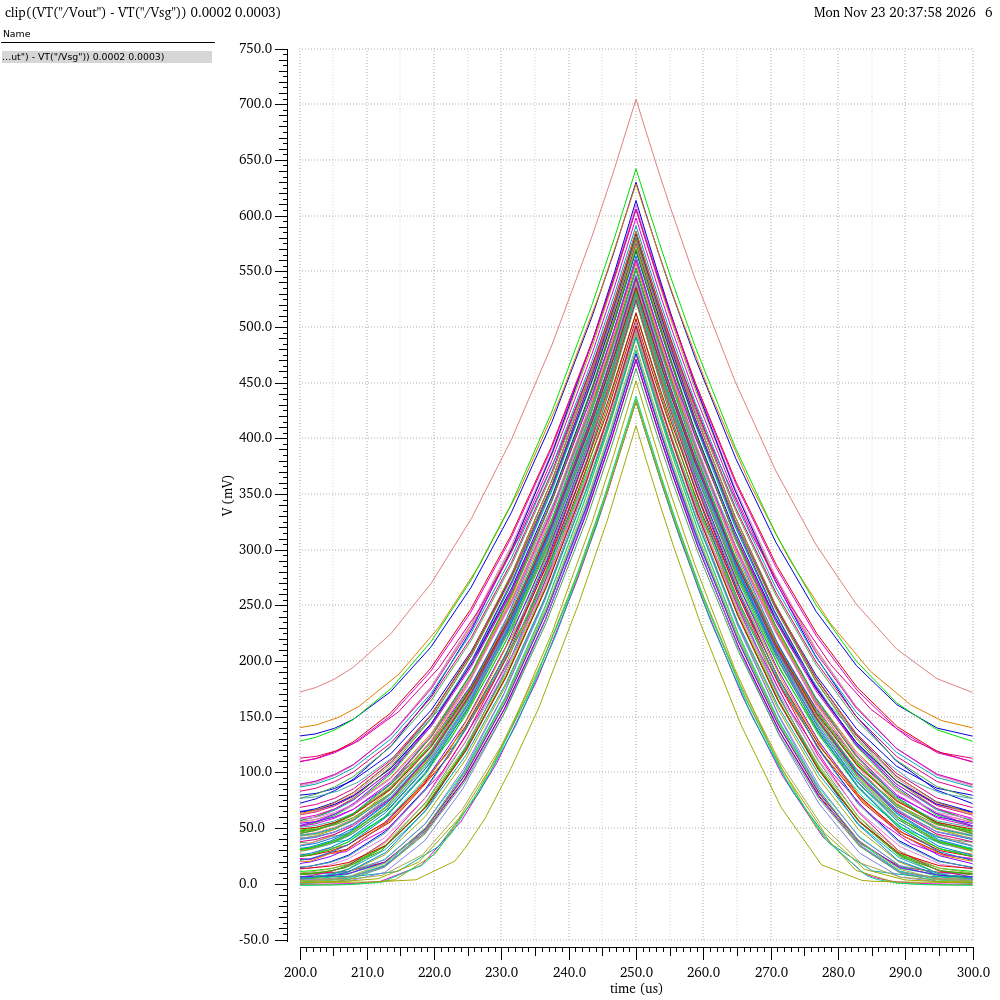 clip((VT("/Vout") - VT("/Vsg")) 0.0002 0.0003)
Mon Nov 23 20:37:58 2026 6
Name
...ut") - VT("/Vsg")) 0.0002 0.0003)
750.0
700.0
650.0
600.0
550.0
500.0
450.0
400.0
350.0
300.0
250.0
200.0
150.0
100.0
50.0
0.0
-50.0
V (mV)
200.0 210.0 220.0 230.0 240.0 250.0 260.0 270.0 280.0 290.0 300.0
time (us)